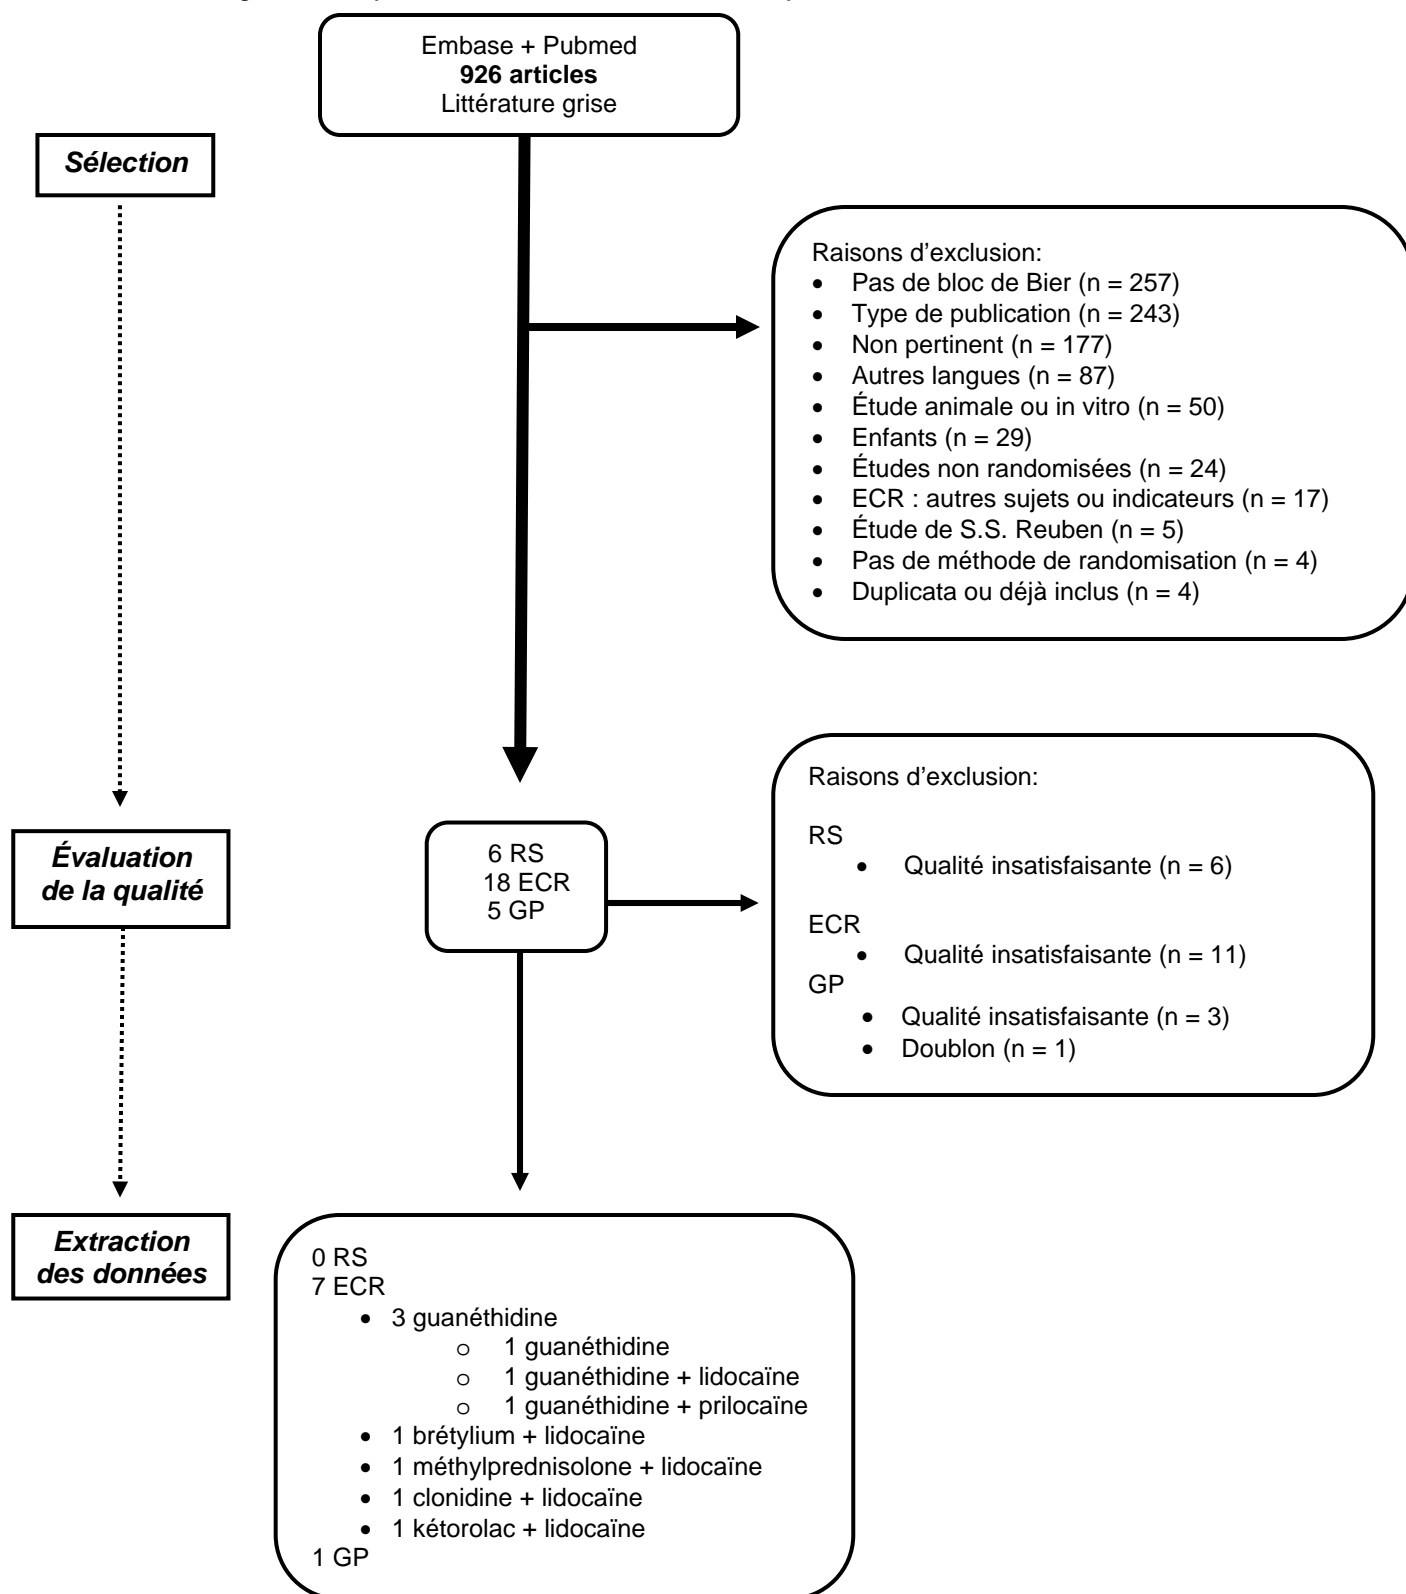 Embase + Pubmed
926 articles
Littérature grise
Sélection
Raisons d'exclusion:
• Pas de bloc de Bier (n = 257)
• Type de publication (n = 243)
• Non pertinent (n = 177)
• Autres langues (n = 87)
• Étude animale ou in vitro (n = 50)
• Enfants (n = 29)
• Études non randomisées (n = 24)
• ECR : autres sujets ou indicateurs (n = 17)
• Étude de S.S. Reuben (n = 5)
• Pas de méthode de randomisation (n = 4)
• Duplicata ou déjà inclus (n = 4)
Évaluation
de la qualité
6 RS
18 ECR
5 GP
Raisons d'exclusion:
RS
• Qualité insatisfaisante (n = 6)
ECR
• Qualité insatisfaisante (n = 11)
GP
• Qualité insatisfaisante (n = 3)
• Doublon (n = 1)
Extraction
des données
0 RS
7 ECR
• 3 guanéthidine
o 1 guanéthidine
o 1 guanéthidine + lidocaïne
o 1 guanéthidine + prilocaïne
• 1 brétylium + lidocaïne
• 1 méthylprednisolone + lidocaïne
• 1 clonidine + lidocaïne
• 1 kétorolac + lidocaïne
1 GP